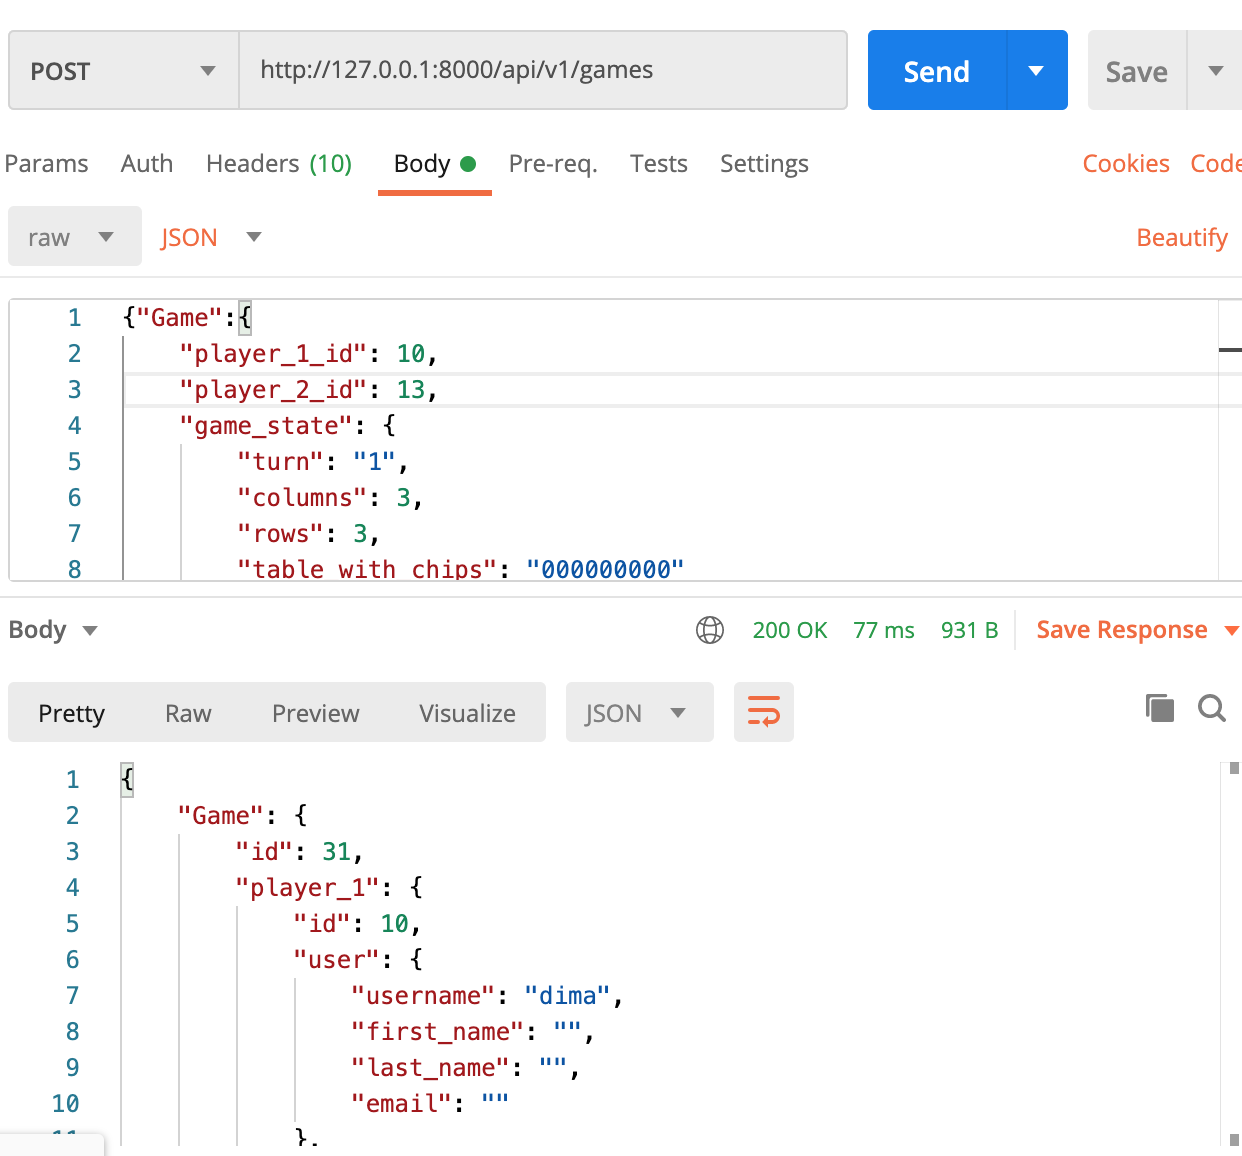 POST http://127.0.0.1:8000/api/v1/games Send Save
Params Auth Headers (10) Body Pre-req. Tests Settings Cookies Code
raw JSON Beautify
1 {"Game":{
2 "player_1_id": 10,
3 "player_2_id": 13,
4 "game_state": {
5 "turn": "1",
6 "columns": 3,
7 "rows": 3,
8 "table_with_chips": "000000000"
Body 200 OK 77 ms 931 B Save Response
Pretty Raw Preview Visualize JSON
1 {
2 "Game": {
3 "id": 31,
4 "player_1": {
5 "id": 10,
6 "user": {
7 "username": "dima",
8 "first_name": "",
9 "last_name": "",
10 "email": ""
11 },